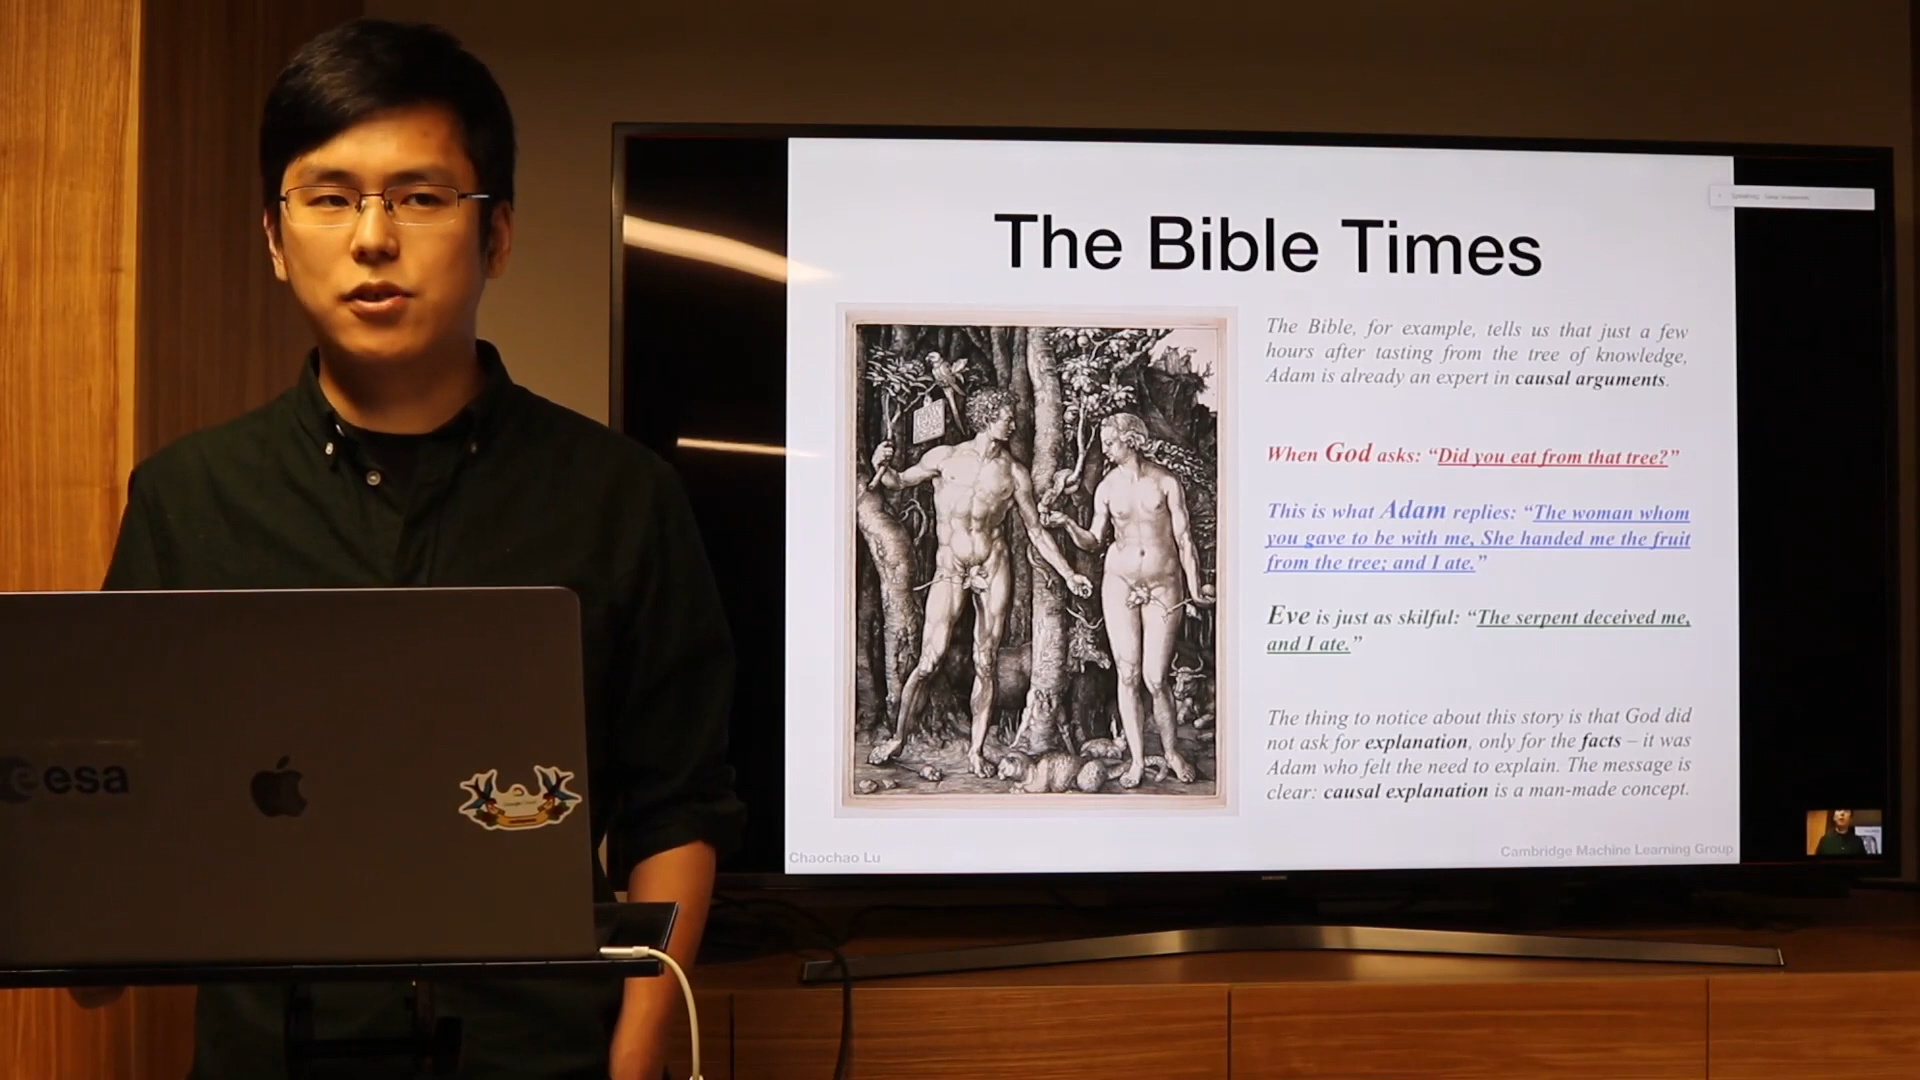 The Bible Times
The Bible, for example, tells us that just a few
hours after tasting from the tree of knowledge,
Adam is already an expert in causal arguments.
When God asks: “Did you eat from that tree?”
This is what Adam replies: “The woman whom
you gave to be with me, She handed me the fruit
from the tree; and I ate.”
Eve is just as skilful: “The serpent deceived me,
and I ate.”
The thing to notice about this story is that God did
not ask for explanation, only for the facts – it was
Adam who felt the need to explain. The message is
clear: causal explanation is a man-made concept.
Chaochao Lu
Cambridge Machine Learning Group
esa
SAMSUNG